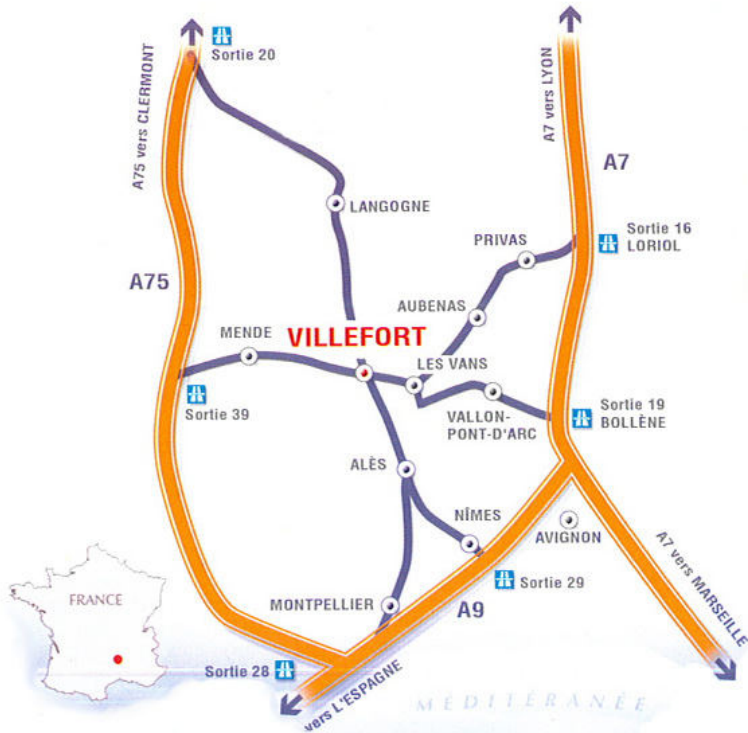 Sortie 20
A75 vers CLERMONT
A7 vers LYON
A7
LANGOGNE
Sortie 16
LORIOL
PRIVAS
A75
AUBENAS
MENDE
VILLEFORT
LES VANS
Sortie 39
VALLON-
PONT-D'ARC
Sortie 19
BOLLÈNE
ALÈS
NÎMES
AVIGNON
A7 vers MARSEILLE
Sortie 29
FRANCE
MONTPELLIER
A9
Sortie 28
vers L'ESPAGNE
MÉDITÉRANÉE